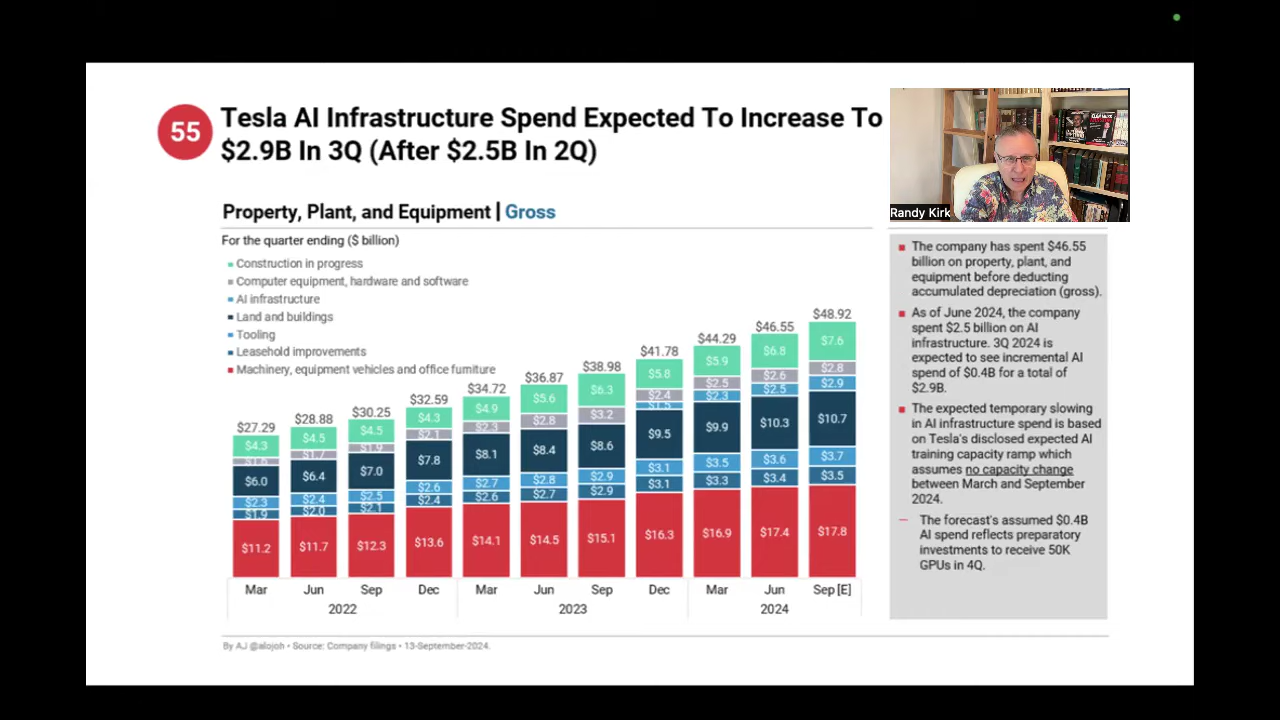 55
Tesla AI Infrastructure Spend Expected To Increase To
$2.9B In 3Q (After $2.5B In 2Q)
Randy Kirk
Property, Plant, and Equipment | Gross
For the quarter ending ($ billion)
Construction in progress
Computer equipment, hardware and software
AI infrastructure
Land and buildings
Tooling
Leasehold improvements
Machinery, equipment vehicles and office furniture
$27.29 $28.88 $30.25 $32.59 $34.72 $36.87 $38.98 $41.78 $44.29 $46.55 $48.92
$4.3 $4.5 $4.5 $4.3 $4.9 $5.6 $6.3 $5.8 $5.9 $6.8 $7.6
$1.6 $1.7 $1.9 $2.1 $2.3 $2.8 $3.2 $2.4 $2.5 $2.6 $2.8
$1.5 $2.3 $2.5 $2.9
$6.0 $6.4 $7.0 $7.8 $8.1 $8.4 $8.6 $9.5 $9.9 $10.3 $10.7
$2.3 $2.4 $2.5 $2.6 $2.7 $2.8 $2.9 $3.1 $3.5 $3.6 $3.7
$1.9 $2.0 $2.1 $2.4 $2.6 $2.7 $2.9 $3.1 $3.3 $3.4 $3.5
$11.2 $11.7 $12.3 $13.6 $14.1 $14.5 $15.1 $16.3 $16.9 $17.4 $17.8
Mar Jun Sep Dec Mar Jun Sep Dec Mar Jun Sep [E]
2022 2023 2024
The company has spent $46.55
billion on property, plant, and
equipment before deducting
accumulated depreciation (gross).
As of June 2024, the company
spent $2.5 billion on AI
infrastructure. 3Q 2024 is
expected to see incremental AI
spend of $0.4B for a total of
$2.9B.
The expected temporary slowing
in AI infrastructure spend is based
on Tesla's disclosed expected AI
training capacity ramp which
assumes no capacity change
between March and September
2024.
— The forecast's assumed $0.4B
AI spend reflects preparatory
investments to receive 50K
GPUs in 4Q.
By AJ @alojoh • Source: Company filings • 13-September-2024.